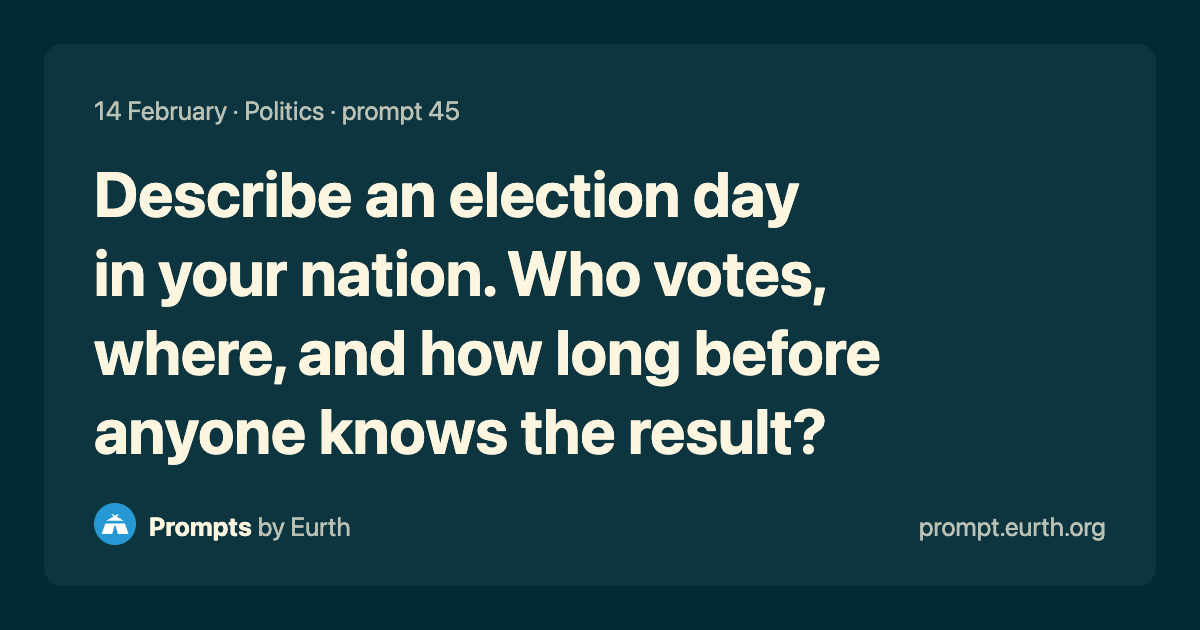 14 February · Politics · prompt 45
Describe an election day
in your nation. Who votes,
where, and how long before
anyone knows the result?
Prompts by Eurth
prompt.eurth.org